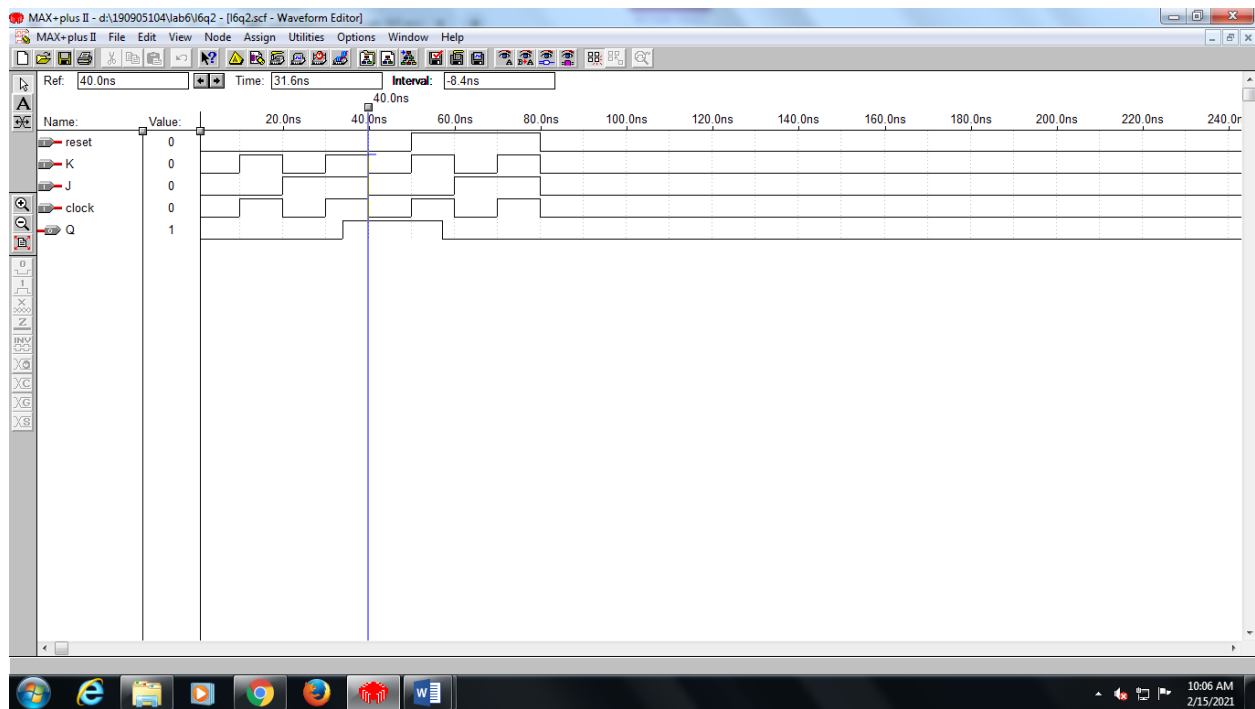 MAX+plus II - d:\190905104\lab6\l6q2 - [l6q2.scf - Waveform Editor]
MAX+plus II File Edit View Node Assign Utilities Options Window Help
Ref: 40.0ns Time: 31.6ns Interval: -8.4ns
40.0ns
Name: Value: 20.0ns 40.0ns 60.0ns 80.0ns 100.0ns 120.0ns 140.0ns 160.0ns 180.0ns 200.0ns 220.0ns 240.0n
reset 0
K 0
J 0
clock 0
Q 1
10:06 AM
2/15/2021